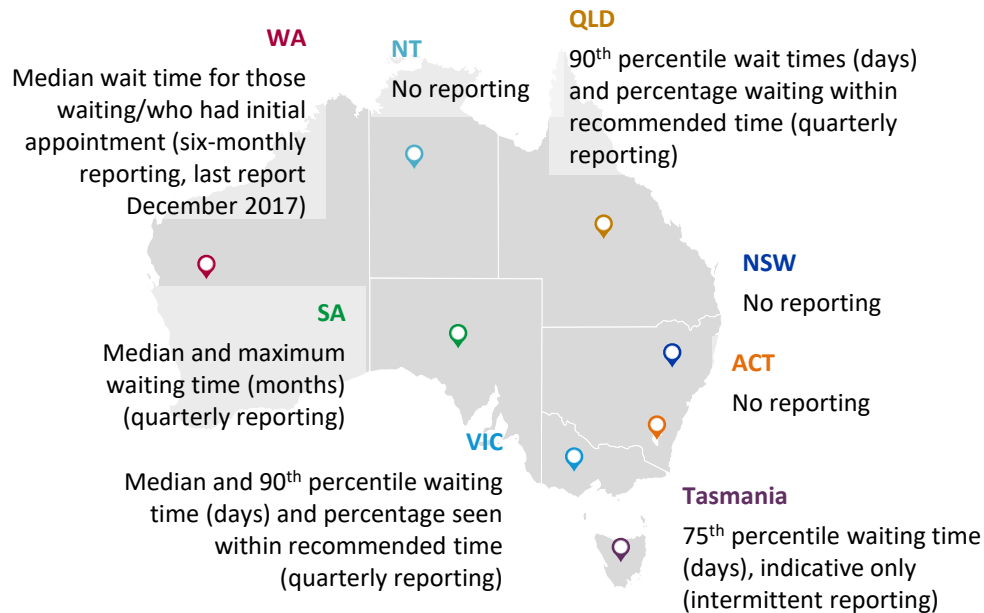 WA
Median wait time for those
waiting/who had initial
appointment (six-monthly
reporting, last report
December 2017)
NT
No reporting
QLD
90th percentile wait times (days)
and percentage waiting within
recommended time (quarterly
reporting)
NSW
No reporting
SA
Median and maximum
waiting time (months)
(quarterly reporting)
ACT
No reporting
VIC
Median and 90th percentile waiting
time (days) and percentage seen
within recommended time
(quarterly reporting)
Tasmania
75th percentile waiting time
(days), indicative only
(intermittent reporting)